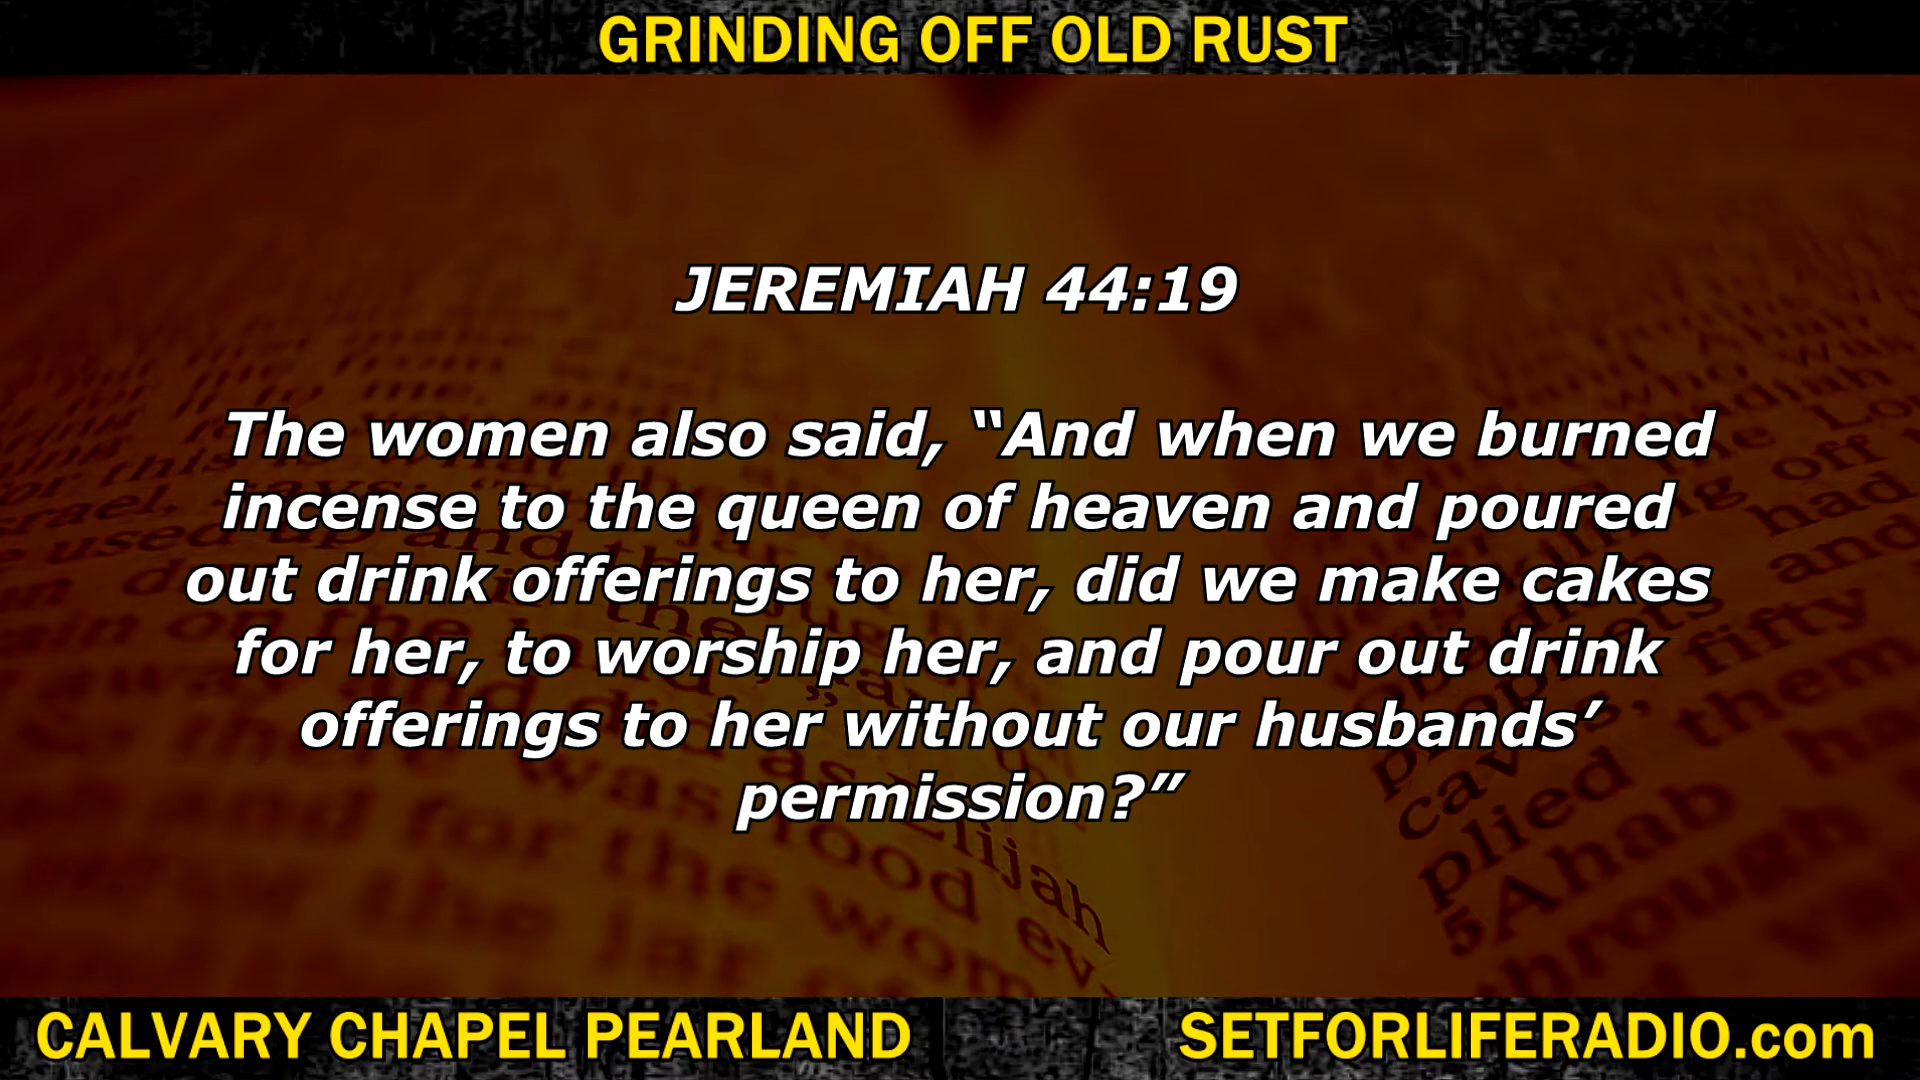 GRINDING OFF OLD RUST
JEREMIAH 44:19
The women also said, “And when we burned
incense to the queen of heaven and poured
out drink offerings to her, did we make cakes
for her, to worship her, and pour out drink
offerings to her without our husbands’
permission?”
CALVARY CHAPEL PEARLAND
SETFORLIFERADIO.com